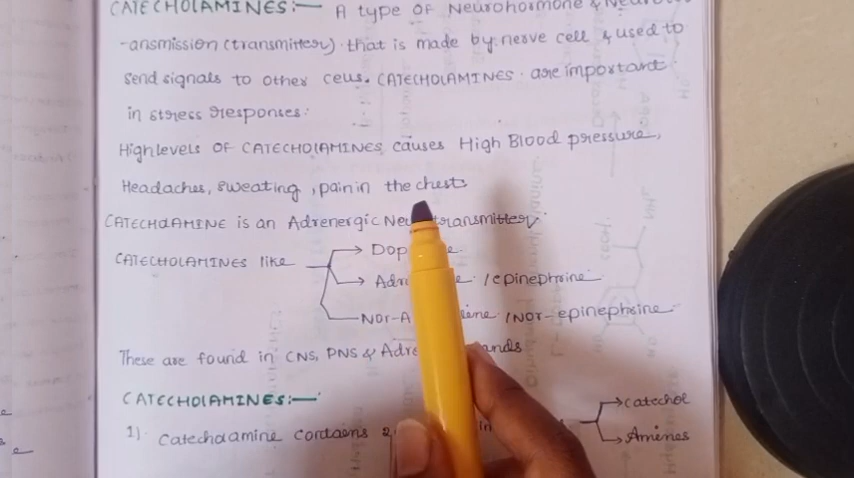 CATECHOLAMINES:— A type OF Neurohormone &
-ansmission (transmitter) that is made by nerve cell & used to
send signals to other cells. CATECHOLAMINES are important
in stress responses:
High levels OF CATECHOLAMINES causes High Blood pressure,
Headaches, sweating, pain in the chest
CATECHOLAMINE is an Adrenergic transmitter
CATECHOLAMINES like
/epinephrine
/Nor-epinephrine
These are found in CNS, PNS &
CATECHOLAMINES:—
1). Catecholamine contains 2
catechol
Amines